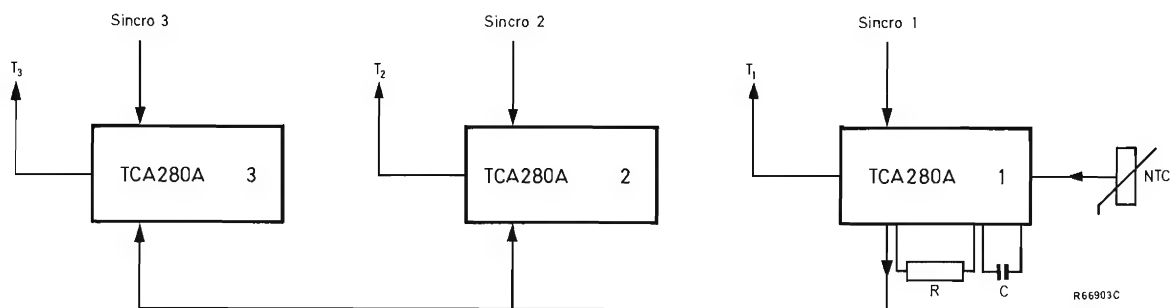 Sincro 3
Sincro 2
Sincro 1
T3
T2
T1
TCA280A 3
TCA280A 2
TCA280A 1
NTC
R
C
R66903C